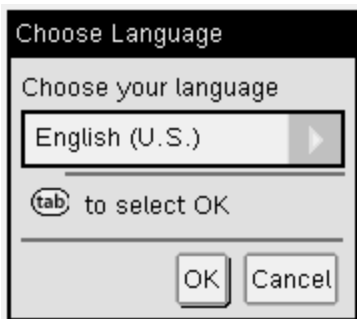 Choose Language
Choose your language
English (U.S.)
tab to select OK
OK Cancel